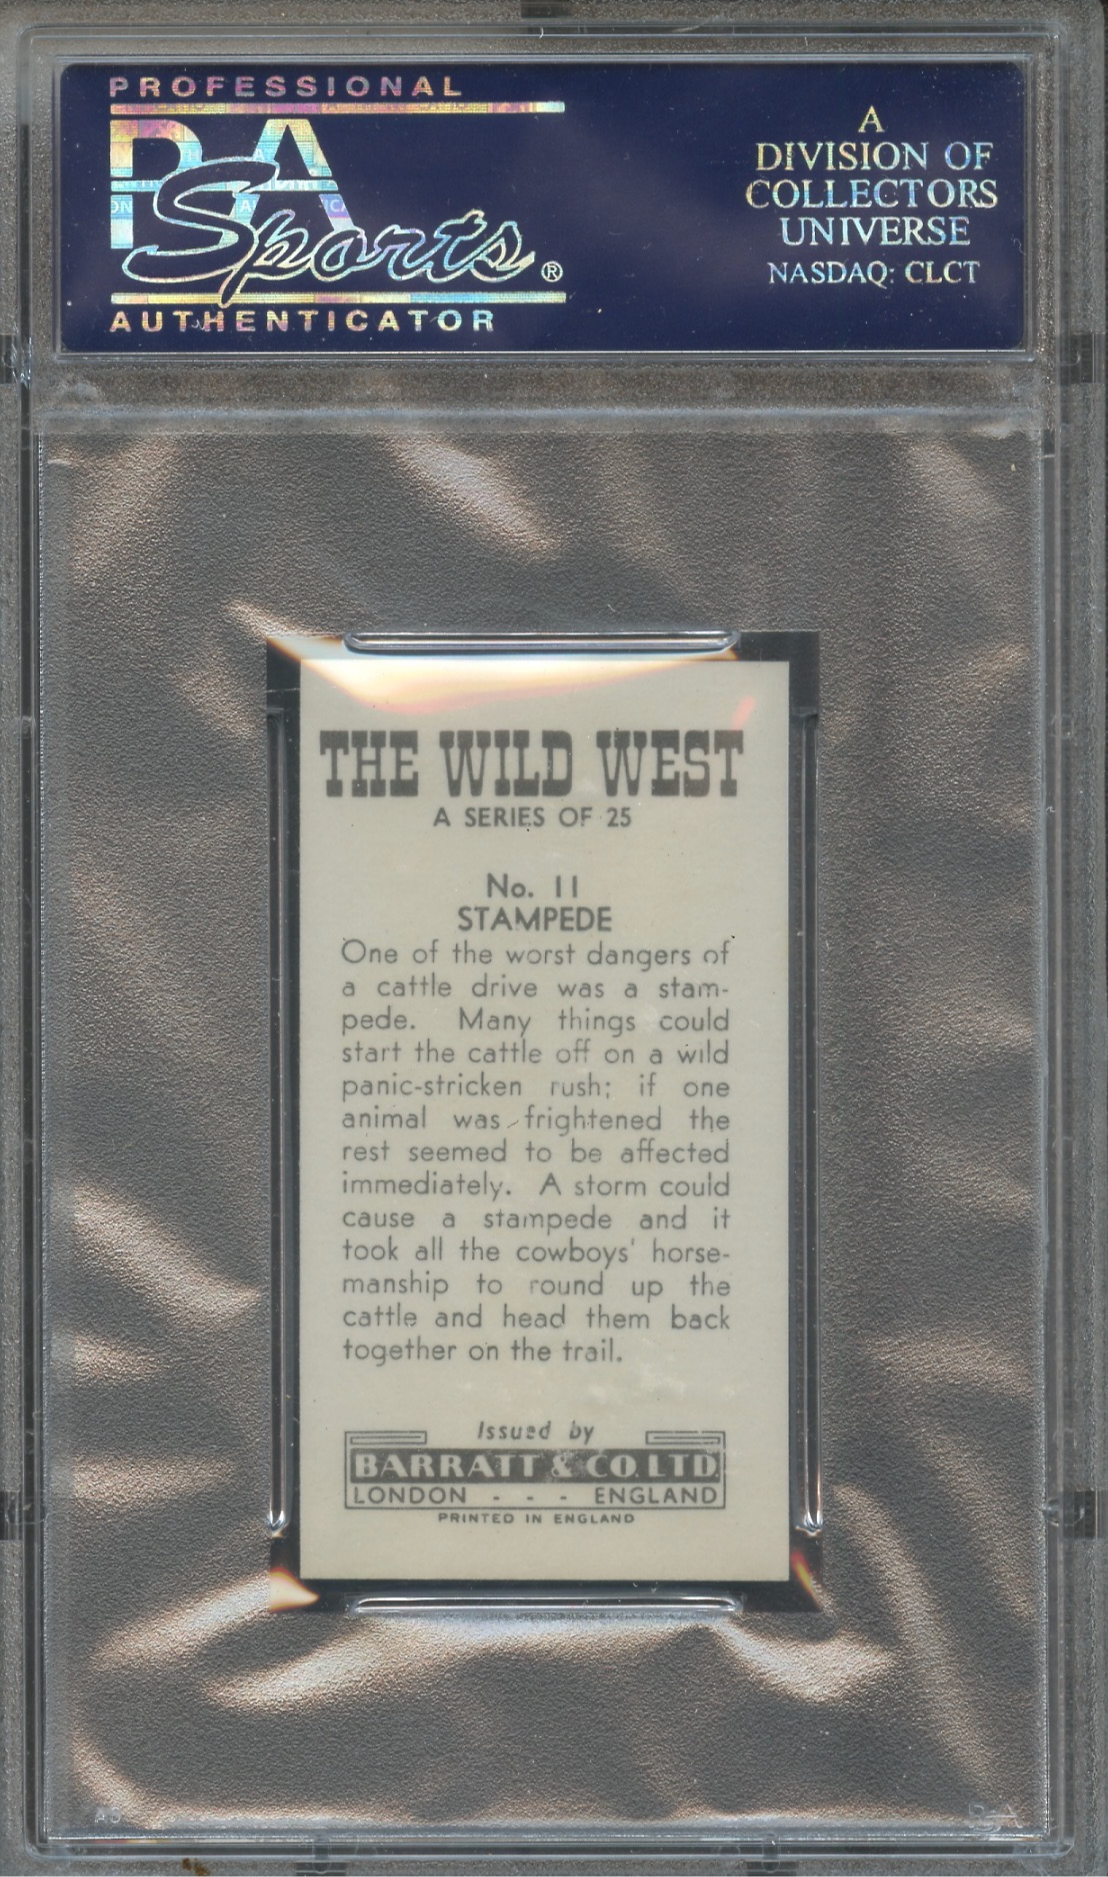 PROFESSIONAL
PSA
Sports®
AUTHENTICATOR
A
DIVISION OF
COLLECTORS
UNIVERSE
NASDAQ: CLCT
THE WILD WEST
A SERIES OF 25
No. 11
STAMPEDE
One of the worst dangers of
a cattle drive was a stam-
pede. Many things could
start the cattle off on a wild
panic-stricken rush; if one
animal was frightened the
rest seemed to be affected
immediately. A storm could
cause a stampede and it
took all the cowboys' horse-
manship to round up the
cattle and head them back
together on the trail.
Issued by
BARRATT & CO. LTD.
LONDON - - - ENGLAND
PRINTED IN ENGLAND